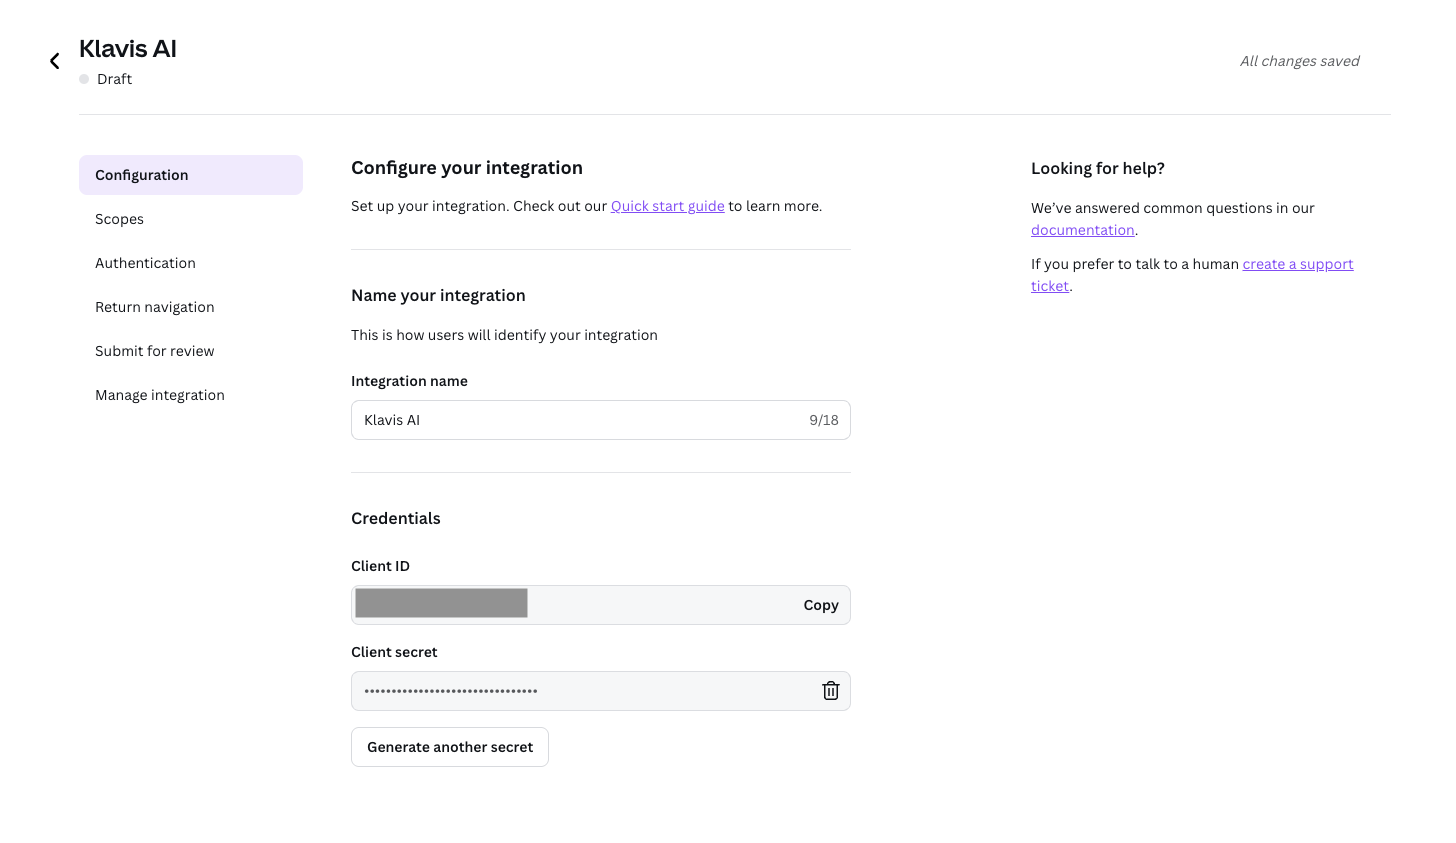 Klavis AI
Draft
All changes saved
Configuration
Scopes
Authentication
Return navigation
Submit for review
Manage integration
Configure your integration
Set up your integration. Check out our Quick start guide to learn more.
Name your integration
This is how users will identify your integration
Integration name
Klavis AI 9/18
Credentials
Client ID
Copy
Client secret
••••••••••••••••••••••••••••••••
Generate another secret
Looking for help?
We’ve answered common questions in our
documentation.
If you prefer to talk to a human create a support
ticket.